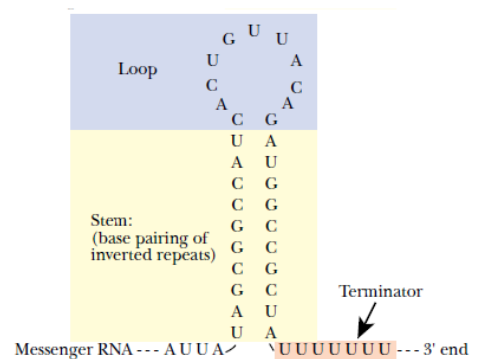 U
G U
Loop
U A
C C
A A
C G
U A
A U
C G
C G
Stem:
(base pairing of
inverted repeats)
G C
G C
C G
G C
Terminator
A U
U A
Messenger RNA --- A U U A U U U U U U U --- 3' end